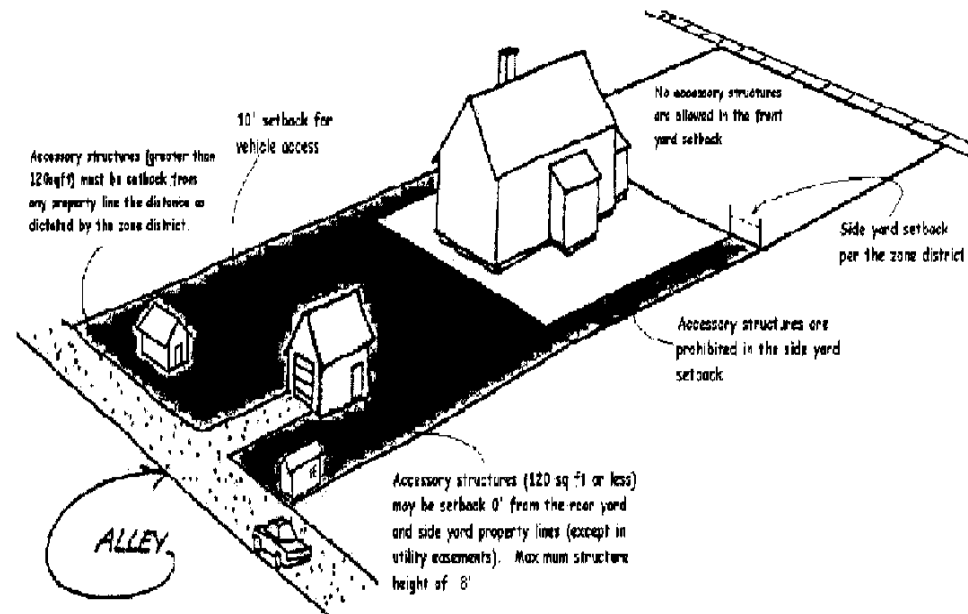 No accessory structures
are allowed in the front
yard setback
10' setback for
vehicle access
Accessory structures (greater than
120sqft) must be setback from
any property line the distance as
dictated by the zone district.
Side yard setback
per the zone district
Accessory structures are
prohibited in the side yard
setback
Accessory structures (120 sq ft or less)
may be setback 0' from the rear yard
and side yard property lines (except in
utility easements). Maximum structure
height of 8'
ALLEY